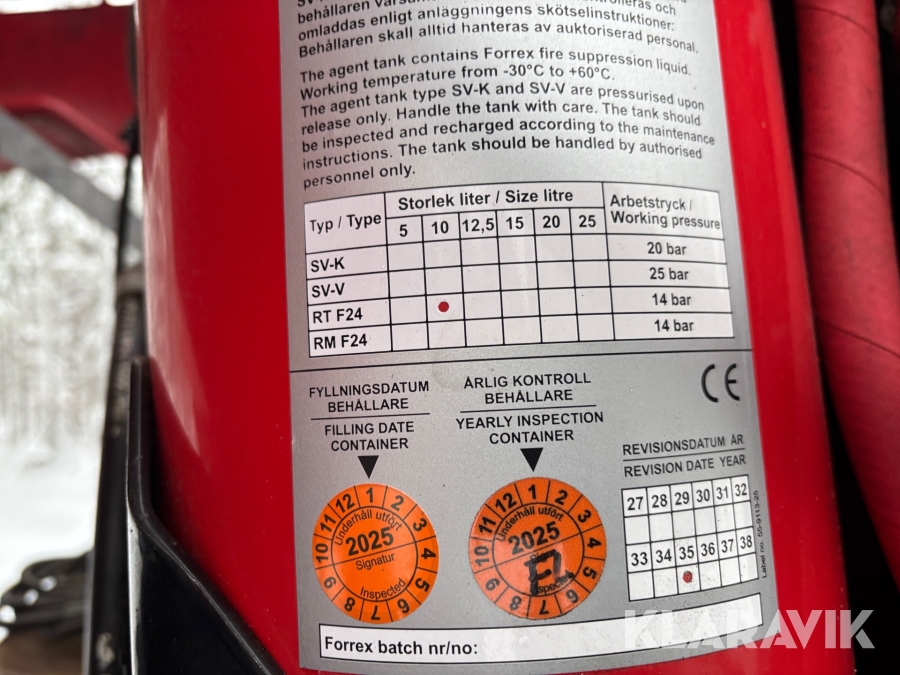 behållaren
omladdas enligt anläggningens skötselinstruktioner.
Behållaren skall alltid hanteras av auktoriserad personal.
The agent tank contains Forrex fire suppression liquid.
Working temperature from -30°C to +60°C.
The agent tank type SV-K and SV-V are pressurised upon
release only. Handle the tank with care. The tank should
be inspected and recharged according to the maintenance
instructions. The tank should be handled by authorised
personnel only.
Typ / Type
Storlek liter / Size litre
5 10 12,5 15 20 25
Arbetstryck /
Working pressure
SV-K 20 bar
SV-V 25 bar
RT F24 14 bar
RM F24 14 bar
FYLLNINGSDATUM
BEHÅLLARE
FILLING DATE
CONTAINER
ÅRLIG KONTROLL
BEHÅLLARE
YEARLY INSPECTION
CONTAINER
CE
REVISIONSDATUM ÅR
REVISION DATE YEAR
27 28 29 30 31 32
33 34 35 36 37 38
Label no. 55-9113-25
1 2 3 4 5 6 7 8 9 10 11 12
Underhåll utfört
2025
Signatur
Inspected
1 2 3 4 5 6 7 8 9 10 11 12
Underhåll utfört
2025
Forrex batch nr/no:
KLARAVIK